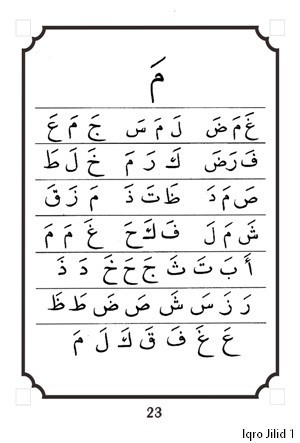 مَ
غَ مَ ضَ لَ مَ سَ جَ مَ عَ
فَ رَ ضَ كَ رَ مَ خَ لَ طَ
صَ مَ دَ ظَ تَ ذَ مَ زَ قَ
شَ مَ لَ فَ كَ حَ غَ مَ مَ
أَ بَ تَ ثَ جَ حَ خَ دَ ذَ
رَ زَ سَ شَ صَ ضَ طَ ظَ
عَ غَ فَ قَ كَ لَ مَ
23
Iqro Jilid 1